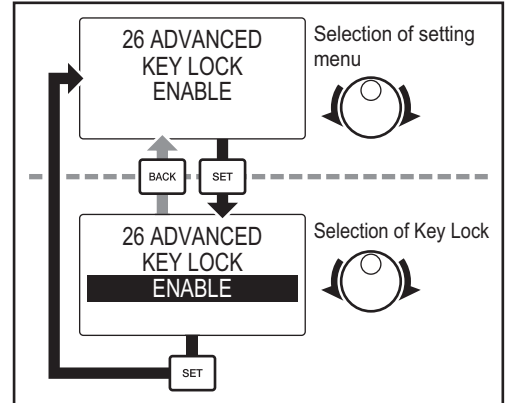 26 ADVANCED
KEY LOCK
ENABLE
Selection of setting
menu
BACK
SET
26 ADVANCED
KEY LOCK
ENABLE
Selection of Key Lock
SET